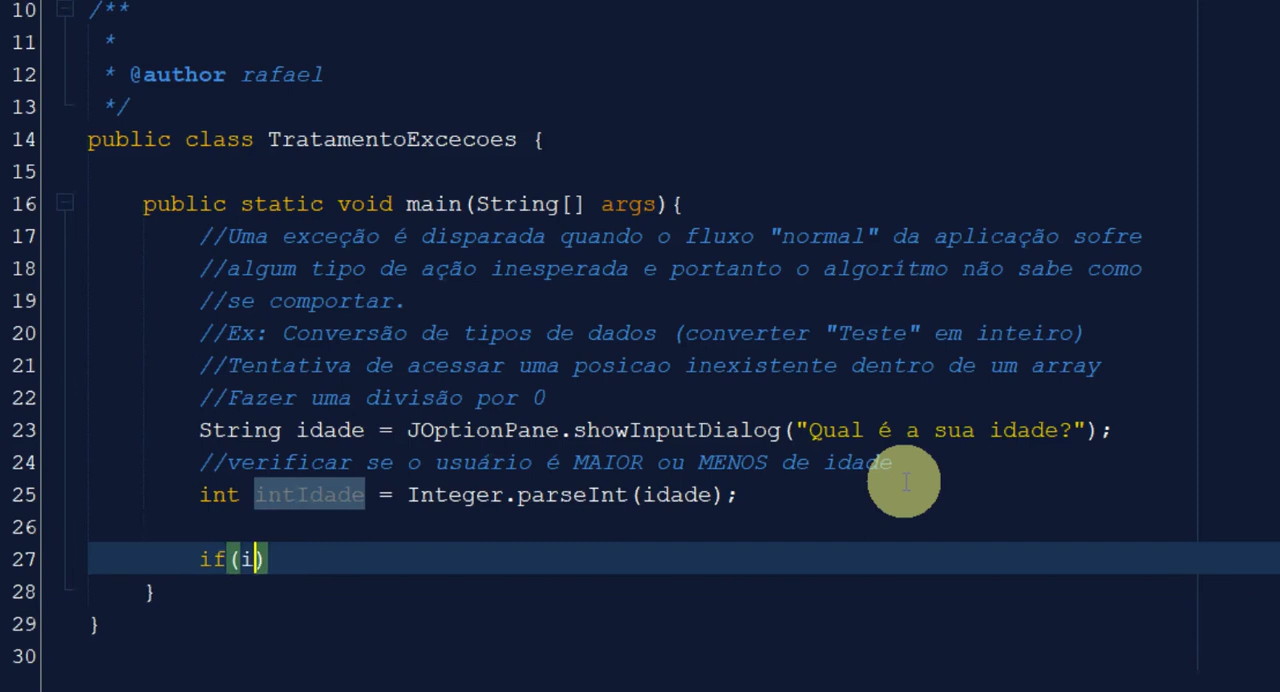 10 /**
11 *
12 * @author rafael
13 */
14 public class TratamentoExcecoes {
15
16 public static void main(String[] args){
17 //Uma exceção é disparada quando o fluxo "normal" da aplicação sofre
18 //algum tipo de ação inesperada e portanto o algorítmo não sabe como
19 //se comportar.
20 //Ex: Conversão de tipos de dados (converter "Teste" em inteiro)
21 //Tentativa de acessar uma posicao inexistente dentro de um array
22 //Fazer uma divisão por 0
23 String idade = JOptionPane.showInputDialog("Qual é a sua idade?");
24 //verificar se o usuário é MAIOR ou MENOS de idade
25 int intIdade = Integer.parseInt(idade);
26
27 if(i)
28 }
29 }
30